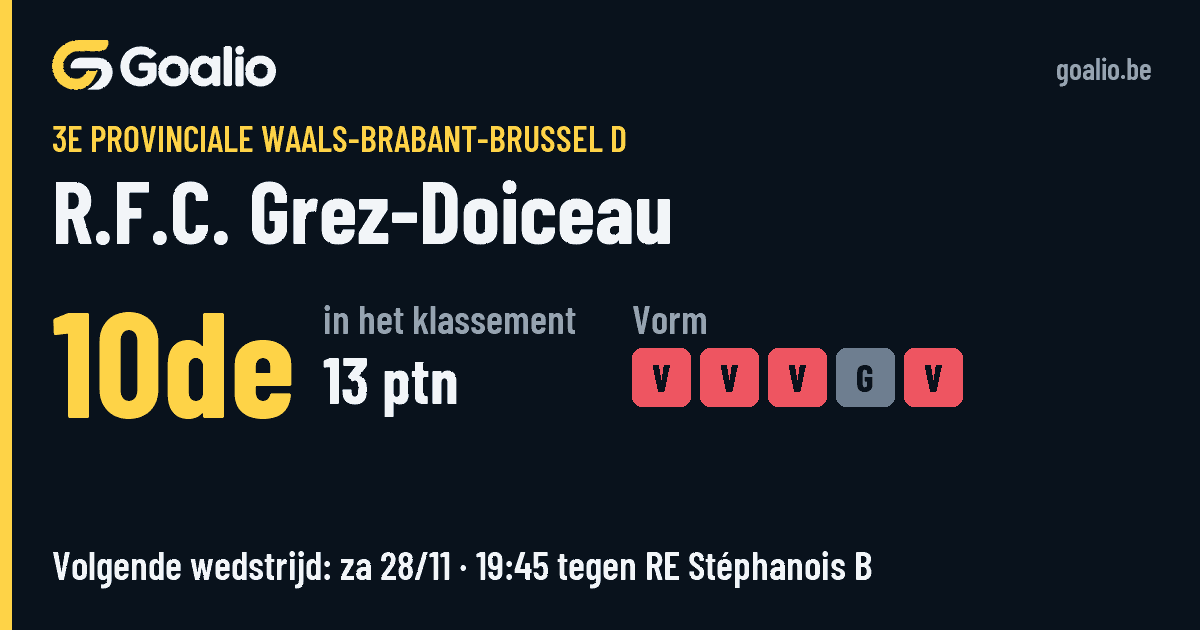 Goalio
goalio.be
3E PROVINCIALE WAALS-BRABANT-BRUSSEL D
R.F.C. Grez-Doiceau
10de
in het klassement
13 ptn
Vorm
V V V G V
Volgende wedstrijd: za 28/11 · 19:45 tegen RE Stéphanois B